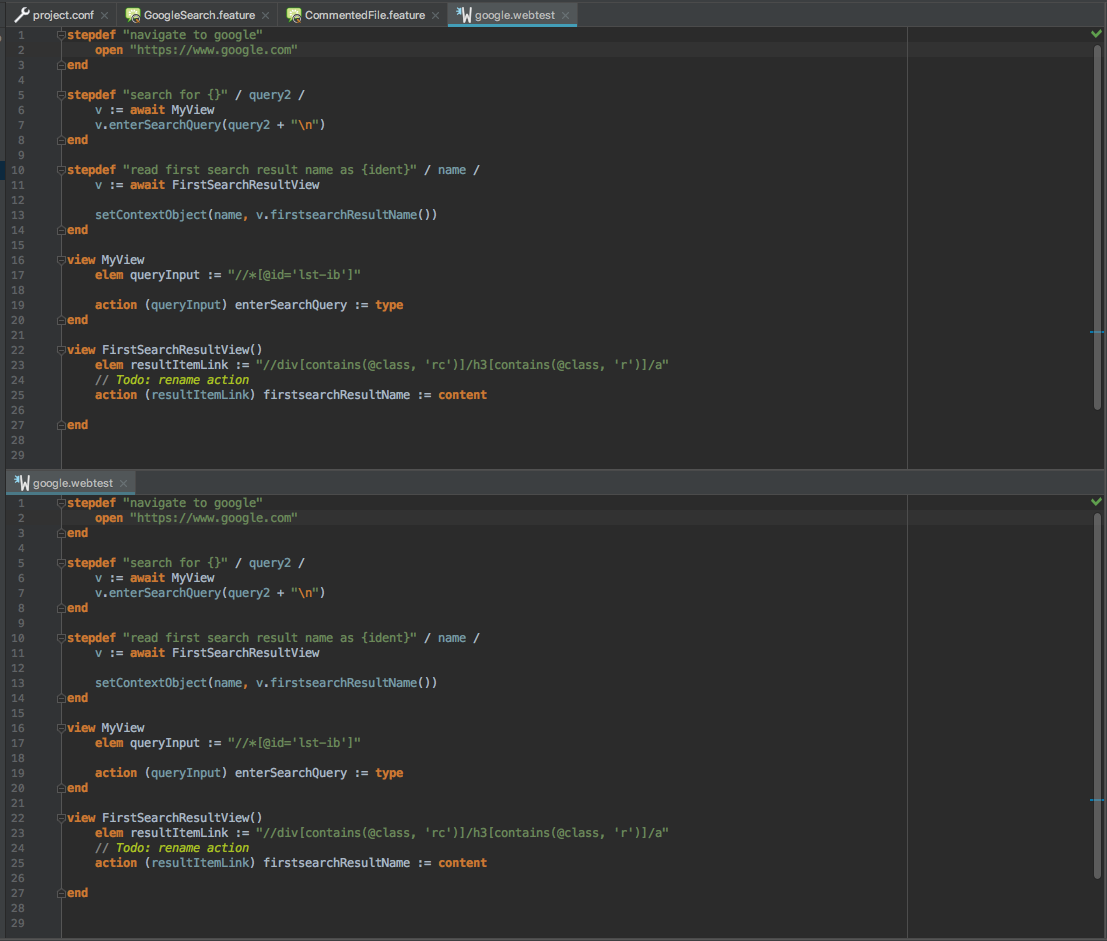 project.conf GoogleSearch.feature CommentedFile.feature google.webtest
1 stepdef "navigate to google"
2 open "https://www.google.com"
3 end
4
5 stepdef "search for {}" / query2 /
6 v := await MyView
7 v.enterSearchQuery(query2 + "\n")
8 end
9
10 stepdef "read first search result name as {ident}" / name /
11 v := await FirstSearchResultView
12
13 setContextObject(name, v.firstsearchResultName())
14 end
15
16 view MyView
17 elem queryInput := "//*[@id='lst-ib']"
18
19 action (queryInput) enterSearchQuery := type
20 end
21
22 view FirstSearchResultView()
23 elem resultItemLink := "//div[contains(@class, 'rc')]/h3[contains(@class, 'r')]/a"
24 // Todo: rename action
25 action (resultItemLink) firstsearchResultName := content
26
27 end
28
29
google.webtest
1 stepdef "navigate to google"
2 open "https://www.google.com"
3 end
4
5 stepdef "search for {}" / query2 /
6 v := await MyView
7 v.enterSearchQuery(query2 + "\n")
8 end
9
10 stepdef "read first search result name as {ident}" / name /
11 v := await FirstSearchResultView
12
13 setContextObject(name, v.firstsearchResultName())
14 end
15
16 view MyView
17 elem queryInput := "//*[@id='lst-ib']"
18
19 action (queryInput) enterSearchQuery := type
20 end
21
22 view FirstSearchResultView()
23 elem resultItemLink := "//div[contains(@class, 'rc')]/h3[contains(@class, 'r')]/a"
24 // Todo: rename action
25 action (resultItemLink) firstsearchResultName := content
26
27 end
28
29